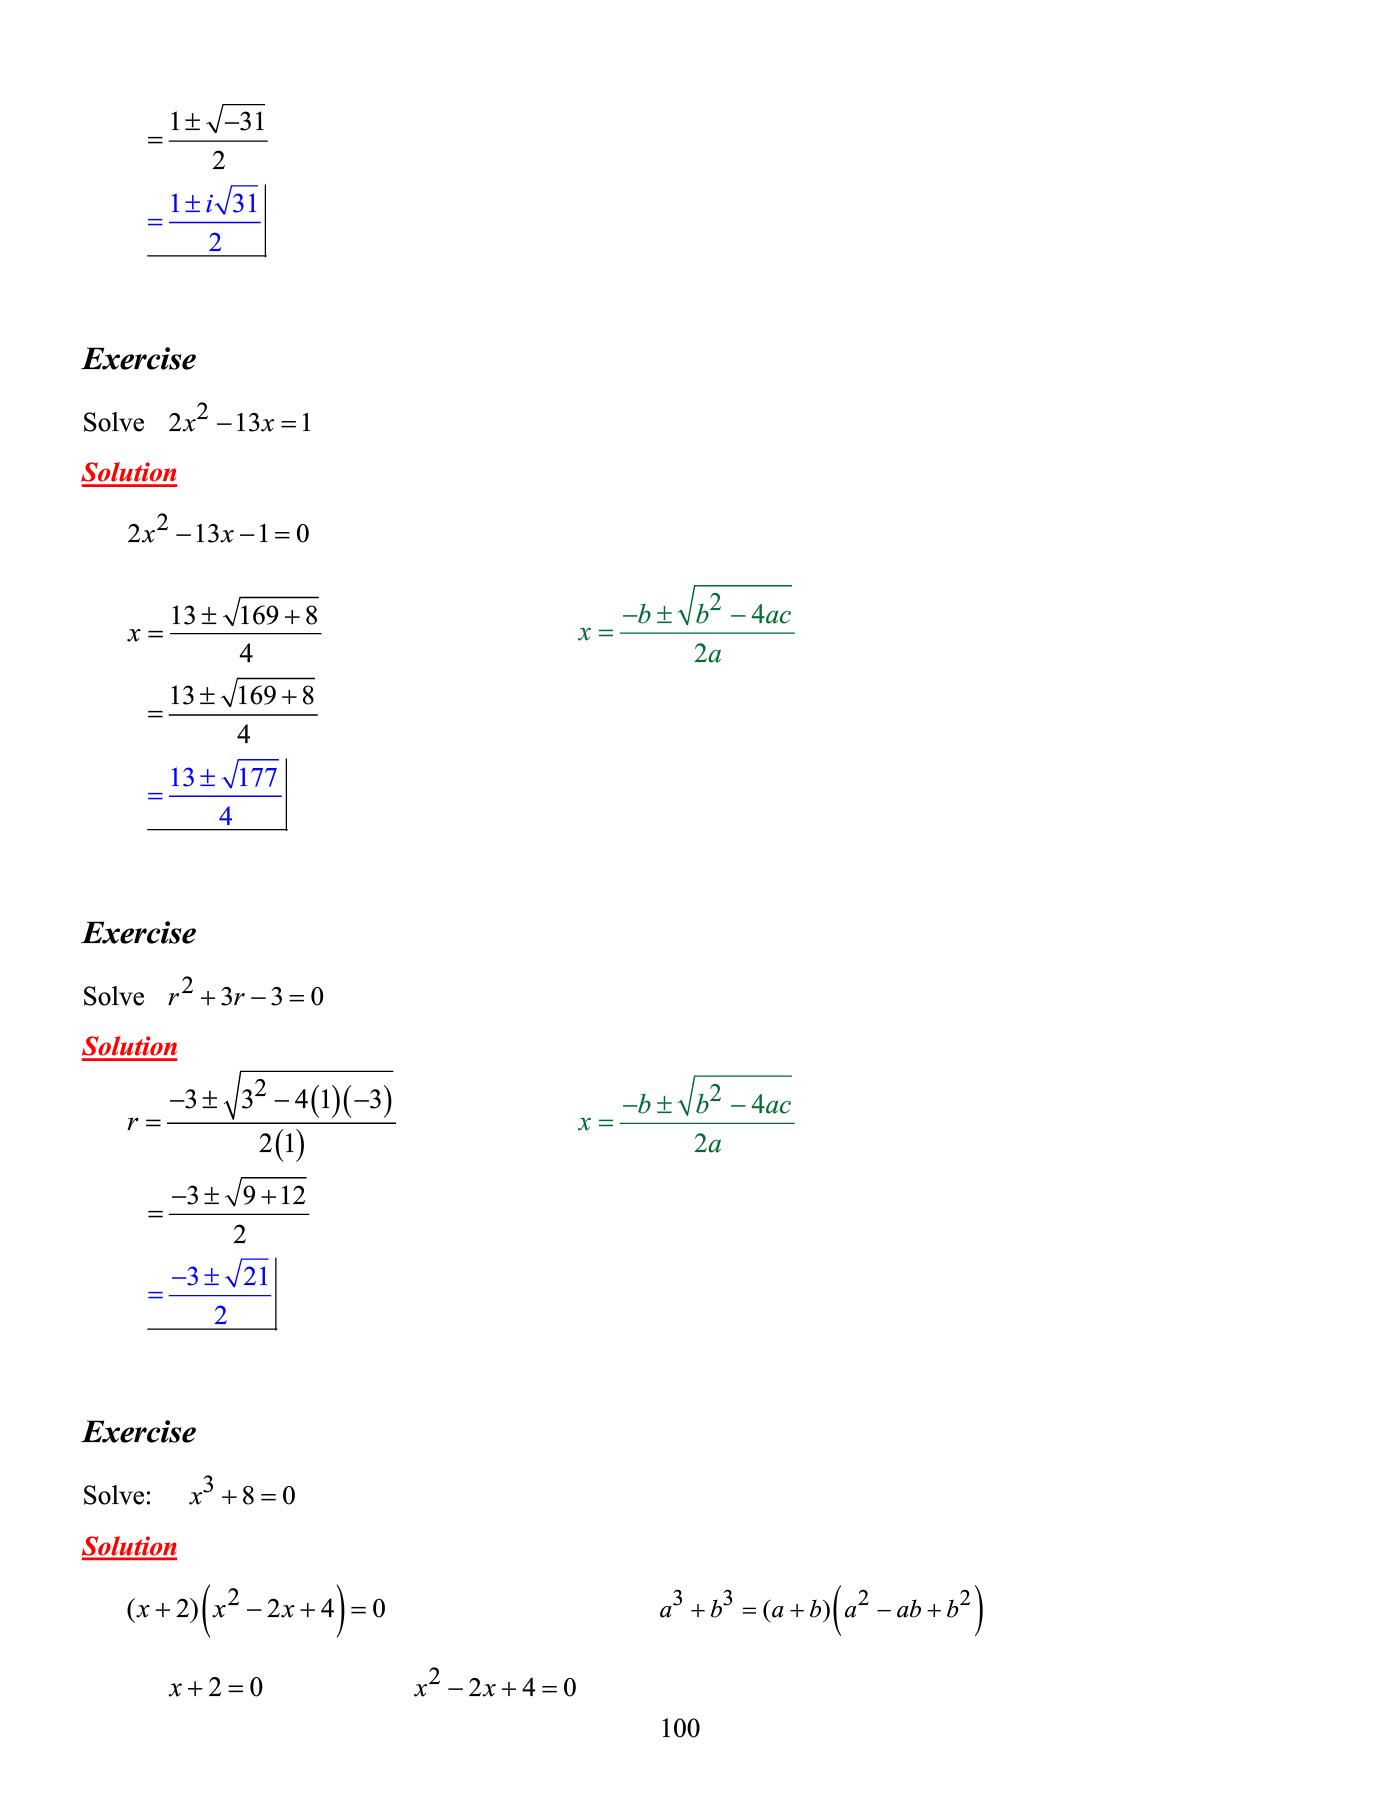 = \frac{1 \pm \sqrt{-31}}{2}
= \frac{1 \pm i\sqrt{31}}{2}
Exercise
Solve 2x^2 − 13x = 1
Solution
2x^2 − 13x − 1 = 0
x = \frac{13 \pm \sqrt{169 + 8}}{4} x = \frac{-b \pm \sqrt{b^2 - 4ac}}{2a}
= \frac{13 \pm \sqrt{169 + 8}}{4}
= \frac{13 \pm \sqrt{177}}{4}
Exercise
Solve r^2 + 3r − 3 = 0
Solution
r = \frac{-3 \pm \sqrt{3^2 - 4(1)(-3)}}{2(1)} x = \frac{-b \pm \sqrt{b^2 - 4ac}}{2a}
= \frac{-3 \pm \sqrt{9 + 12}}{2}
= \frac{-3 \pm \sqrt{21}}{2}
Exercise
Solve: x^3 + 8 = 0
Solution
(x + 2)(x^2 − 2x + 4) = 0 a^3 + b^3 = (a + b)(a^2 − ab + b^2)
x + 2 = 0 x^2 − 2x + 4 = 0
100